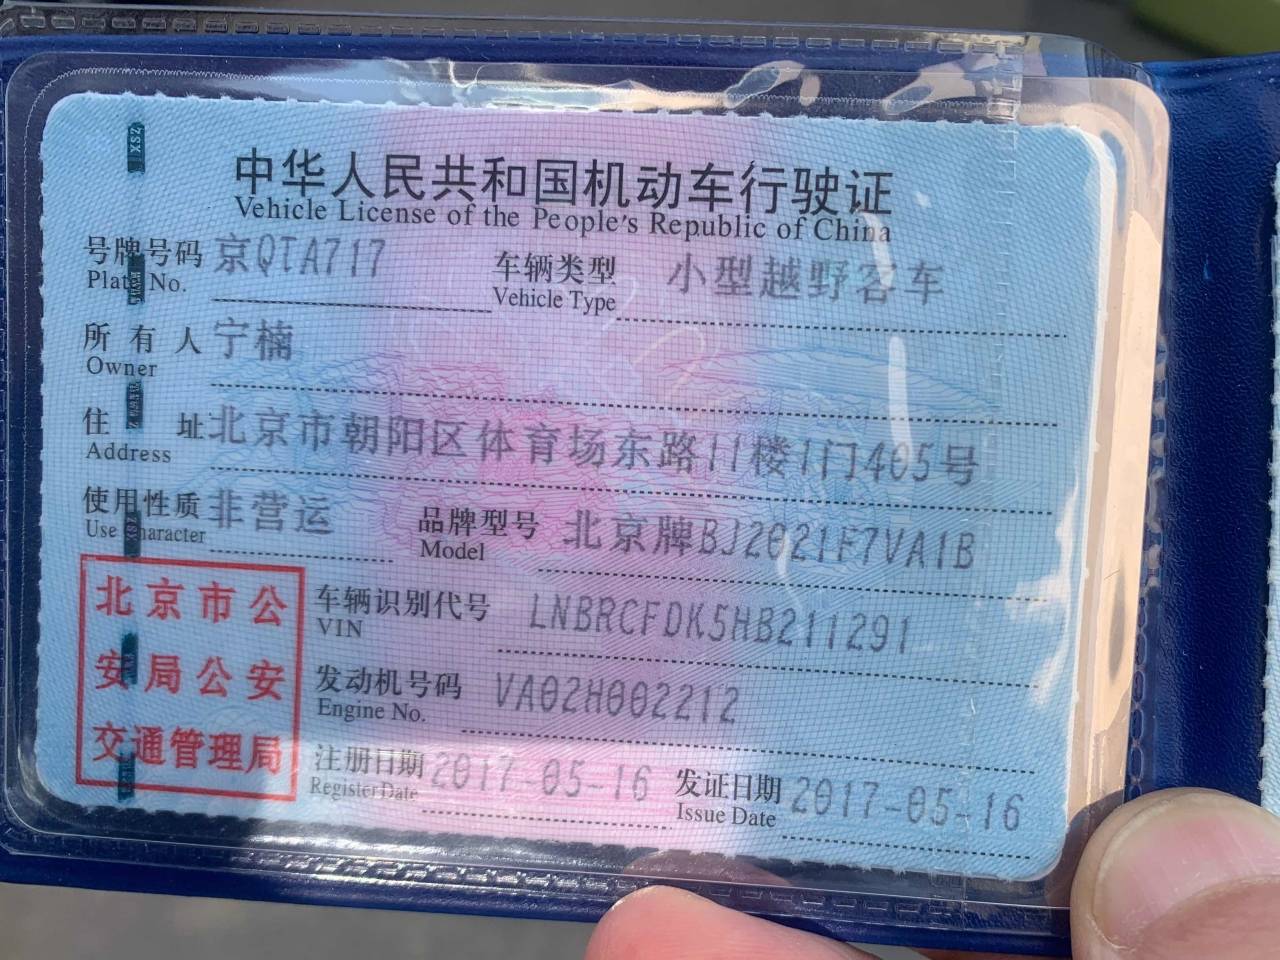 中华人民共和国机动车行驶证
Vehicle License of the People's Republic of China
号牌号码 京QTA717 车辆类型 小型越野客车
Plate No. Vehicle Type
所有人 宁楠
Owner
住址 北京市朝阳区体育场东路11楼1门405号
Address
使用性质 非营运 品牌型号 北京牌BJ2021F7VA1B
Use Character Model
北京市公
安局公安
交通管理局
车辆识别代号 LNBRCFDK5HB211291
VIN
发动机号码 VA02H002212
Engine No.
注册日期 2017-05-16 发证日期 2017-05-16
Register Date Issue Date
XSZ
XSZ